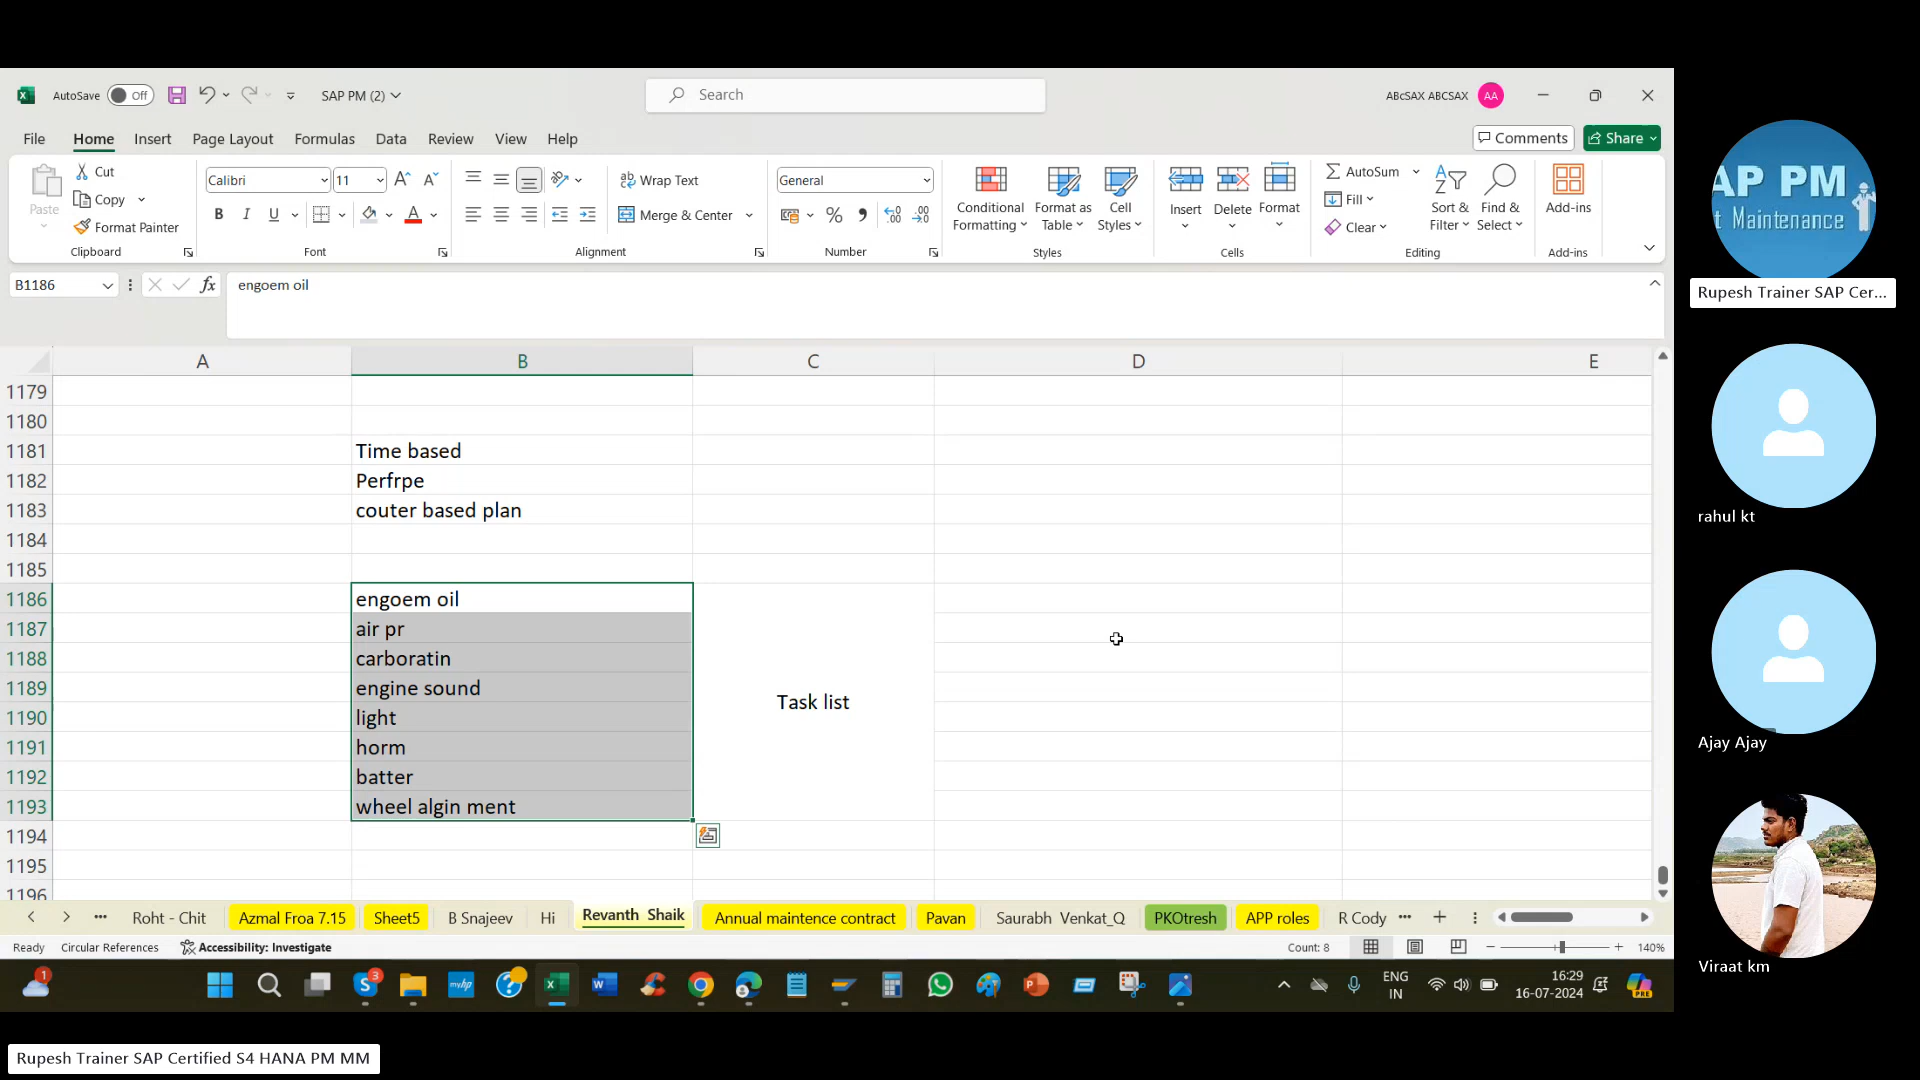 AutoSave Off SAP PM (2) Search ABcSAX ABCSAX AA
File Home Insert Page Layout Formulas Data Review View Help Comments Share
Paste Cut Copy Format Painter Clipboard
Calibri 11 B I U A Font
Wrap Text Merge & Center Alignment
General % Number
Conditional Formatting Format as Table Cell Styles Styles
Insert Delete Format Cells
AutoSum Fill Clear Sort & Filter Find & Select Editing
Add-ins Add-ins
B1186 fx engoem oil
A B C D E
1179
1180
1181 Time based
1182 Perfrpe
1183 couter based plan
1184
1185
1186 engoem oil
1187 air pr
1188 carboratin
1189 engine sound
Task list
1190 light
1191 horm
1192 batter
1193 wheel algin ment
1194
1195
1196
Roht - Chit Azmal Froa 7.15 Sheet5 B Snajeev Hi Revanth Shaik Annual maintence contract Pavan Saurabh Venkat_Q PKOtresh APP roles R Cody
Ready Circular References Accessibility: Investigate Count: 8 140%
1 3 ENG IN 16:29 16-07-2024 PRE
AP PM
t Maintenance
Rupesh Trainer SAP Cer...
rahul kt
Ajay Ajay
Viraat km
Rupesh Trainer SAP Certified S4 HANA PM MM